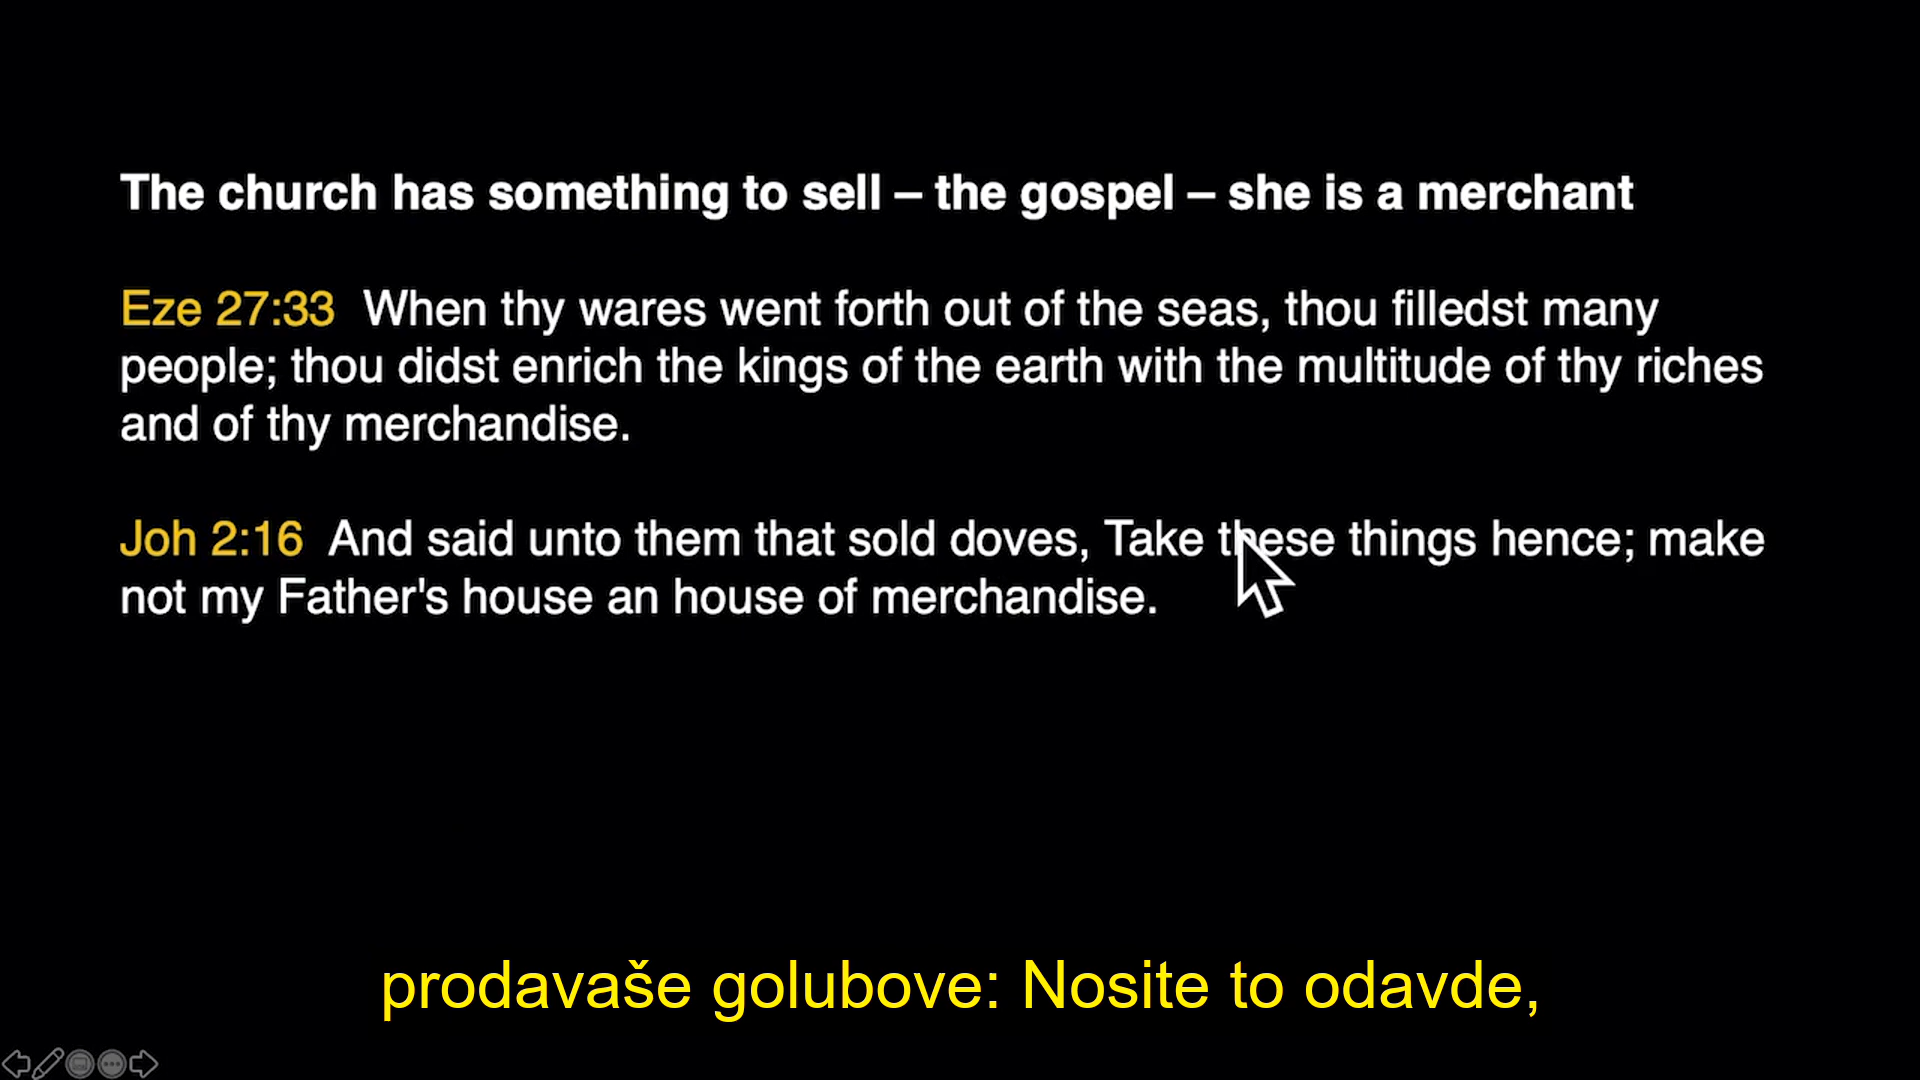 The church has something to sell – the gospel – she is a merchant
Eze 27:33 When thy wares went forth out of the seas, thou filledst many
people; thou didst enrich the kings of the earth with the multitude of thy riches
and of thy merchandise.
Joh 2:16 And said unto them that sold doves, Take these things hence; make
not my Father's house an house of merchandise.
prodavaše golubove: Nosite to odavde,